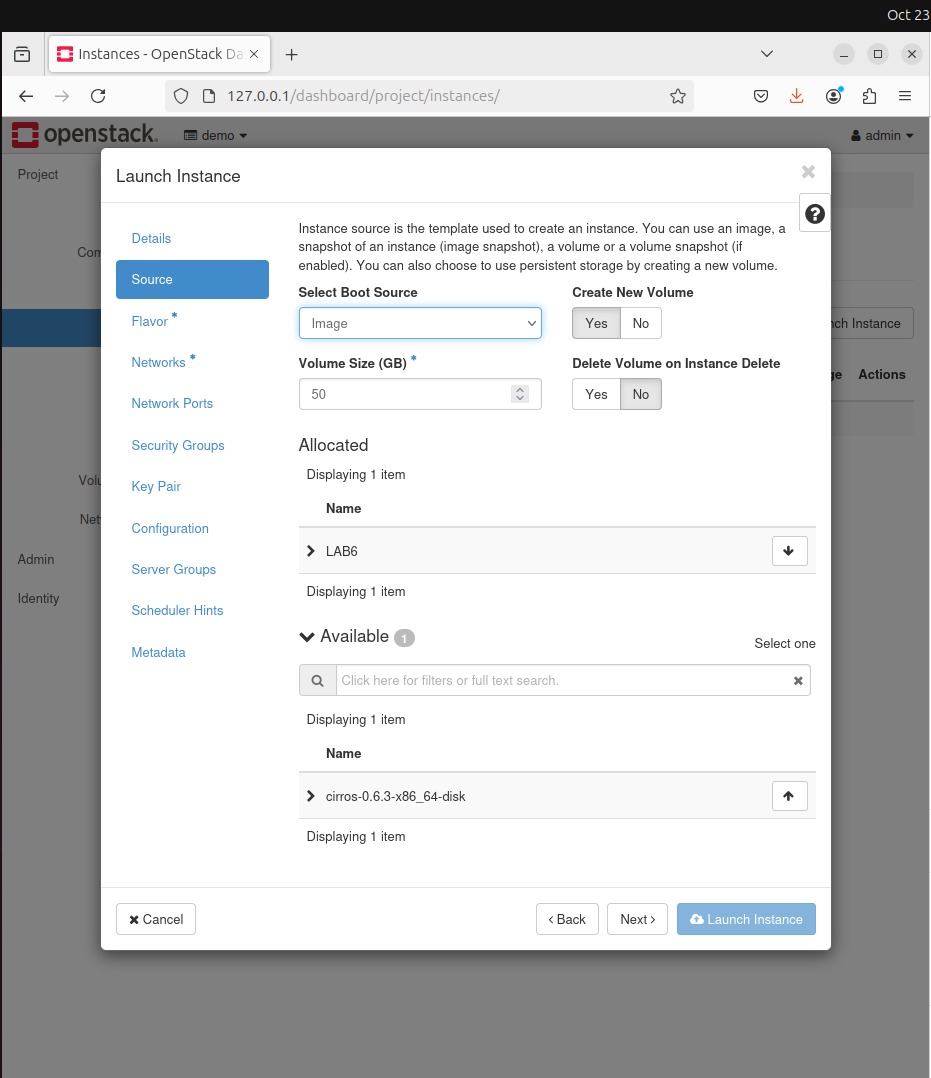 Oct 23
Instances - OpenStack Da
127.0.0.1/dashboard/project/instances/
openstack.
demo
admin
Project
Launch Instance
Details
Source
Flavor *
Networks *
Network Ports
Security Groups
Key Pair
Configuration
Server Groups
Scheduler Hints
Metadata
Instance source is the template used to create an instance. You can use an image, a
snapshot of an instance (image snapshot), a volume or a volume snapshot (if
enabled). You can also choose to use persistent storage by creating a new volume.
Select Boot Source
Create New Volume
Image
Yes No
Volume Size (GB) *
Delete Volume on Instance Delete
50
Yes No
Allocated
Displaying 1 item
Name
LAB6
Displaying 1 item
Available 1
Select one
Click here for filters or full text search.
Displaying 1 item
Name
cirros-0.6.3-x86_64-disk
Displaying 1 item
Cancel
Back
Next
Launch Instance
Com
Volu
Net
Admin
Identity
ch Instance
ge Actions